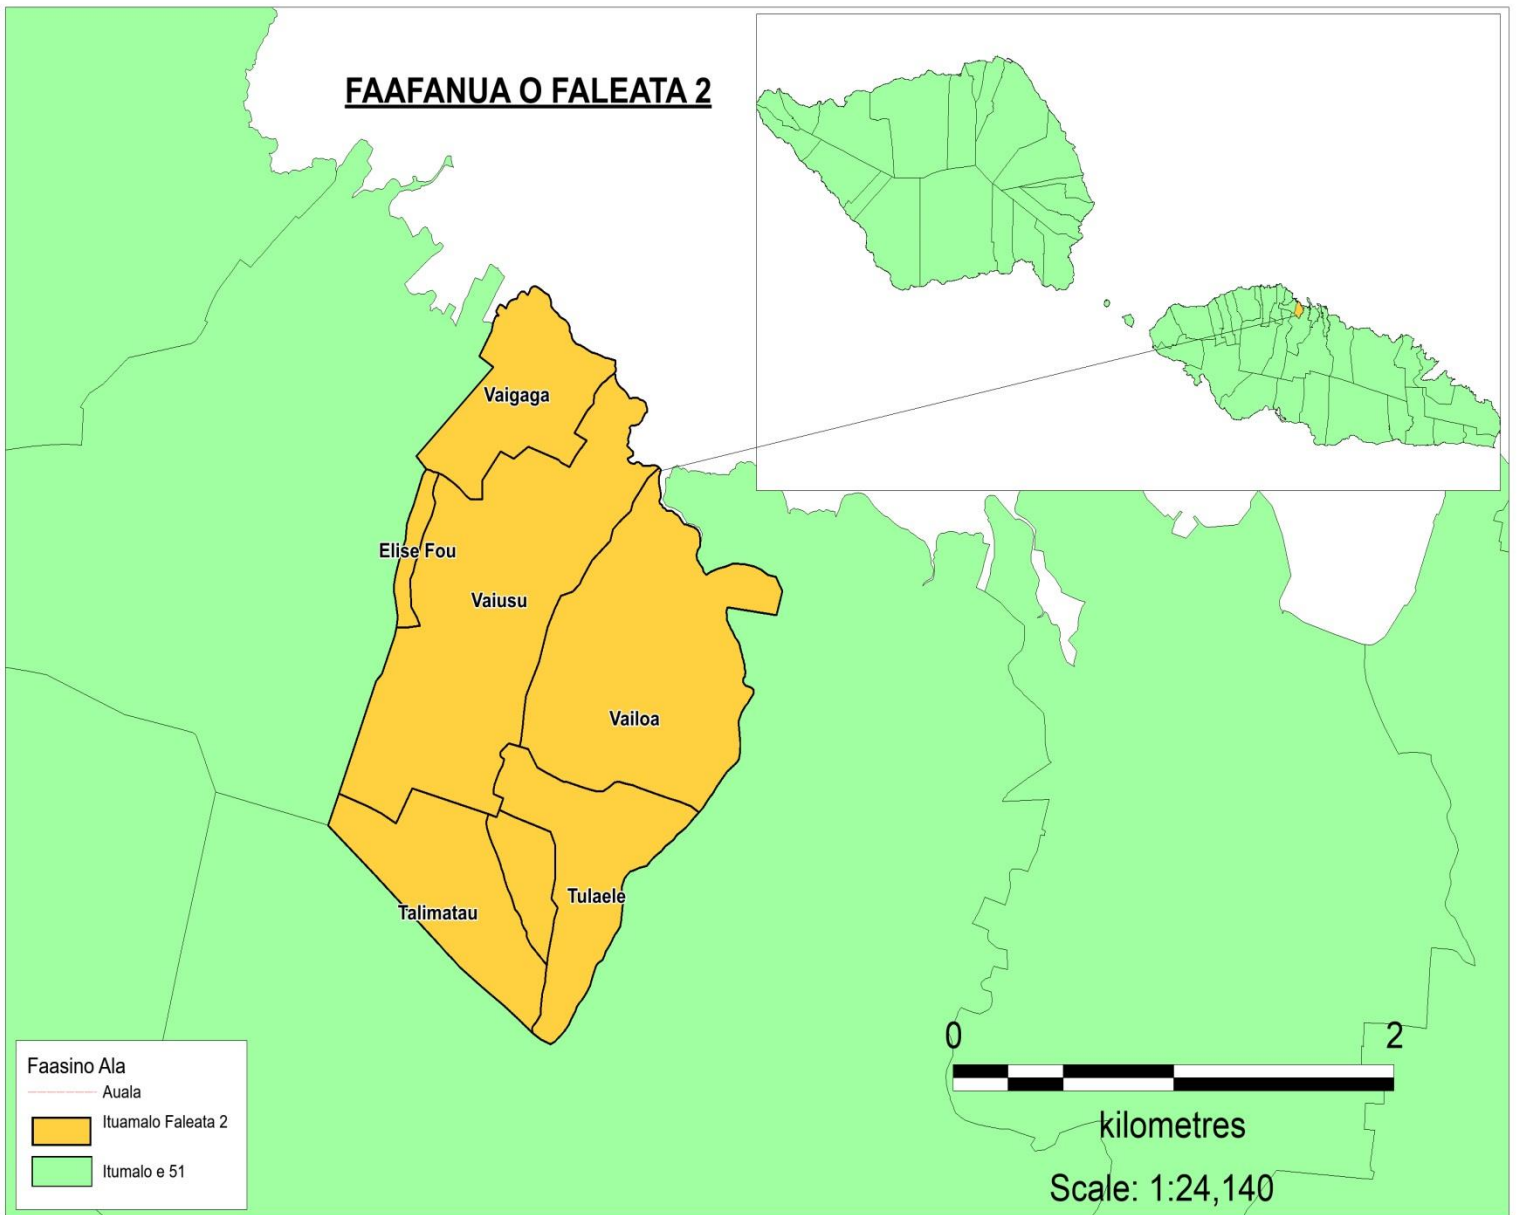 FAAFANUA O FALEATA 2
Vaigaga
Elise Fou
Vaiusu
Vailoa
Tulaele
Talimatau
Faasino Ala
Auala
Ituamalo Faleata 2
Itumalo e 51
0 2
kilometres
Scale: 1:24,140